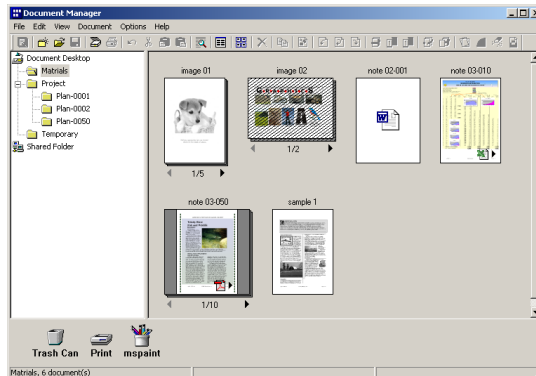 Document Manager
File Edit View Document Options Help
Document Desktop
Matrials
Project
Plan-0001
Plan-0002
Plan-0050
Temporary
Shared Folder
image 01
image 02
note 02-001
note 03-010
1/5
1/2
note 03-050
sample 1
1/10
Trash Can Print mspaint
Matrials, 6 document(s)